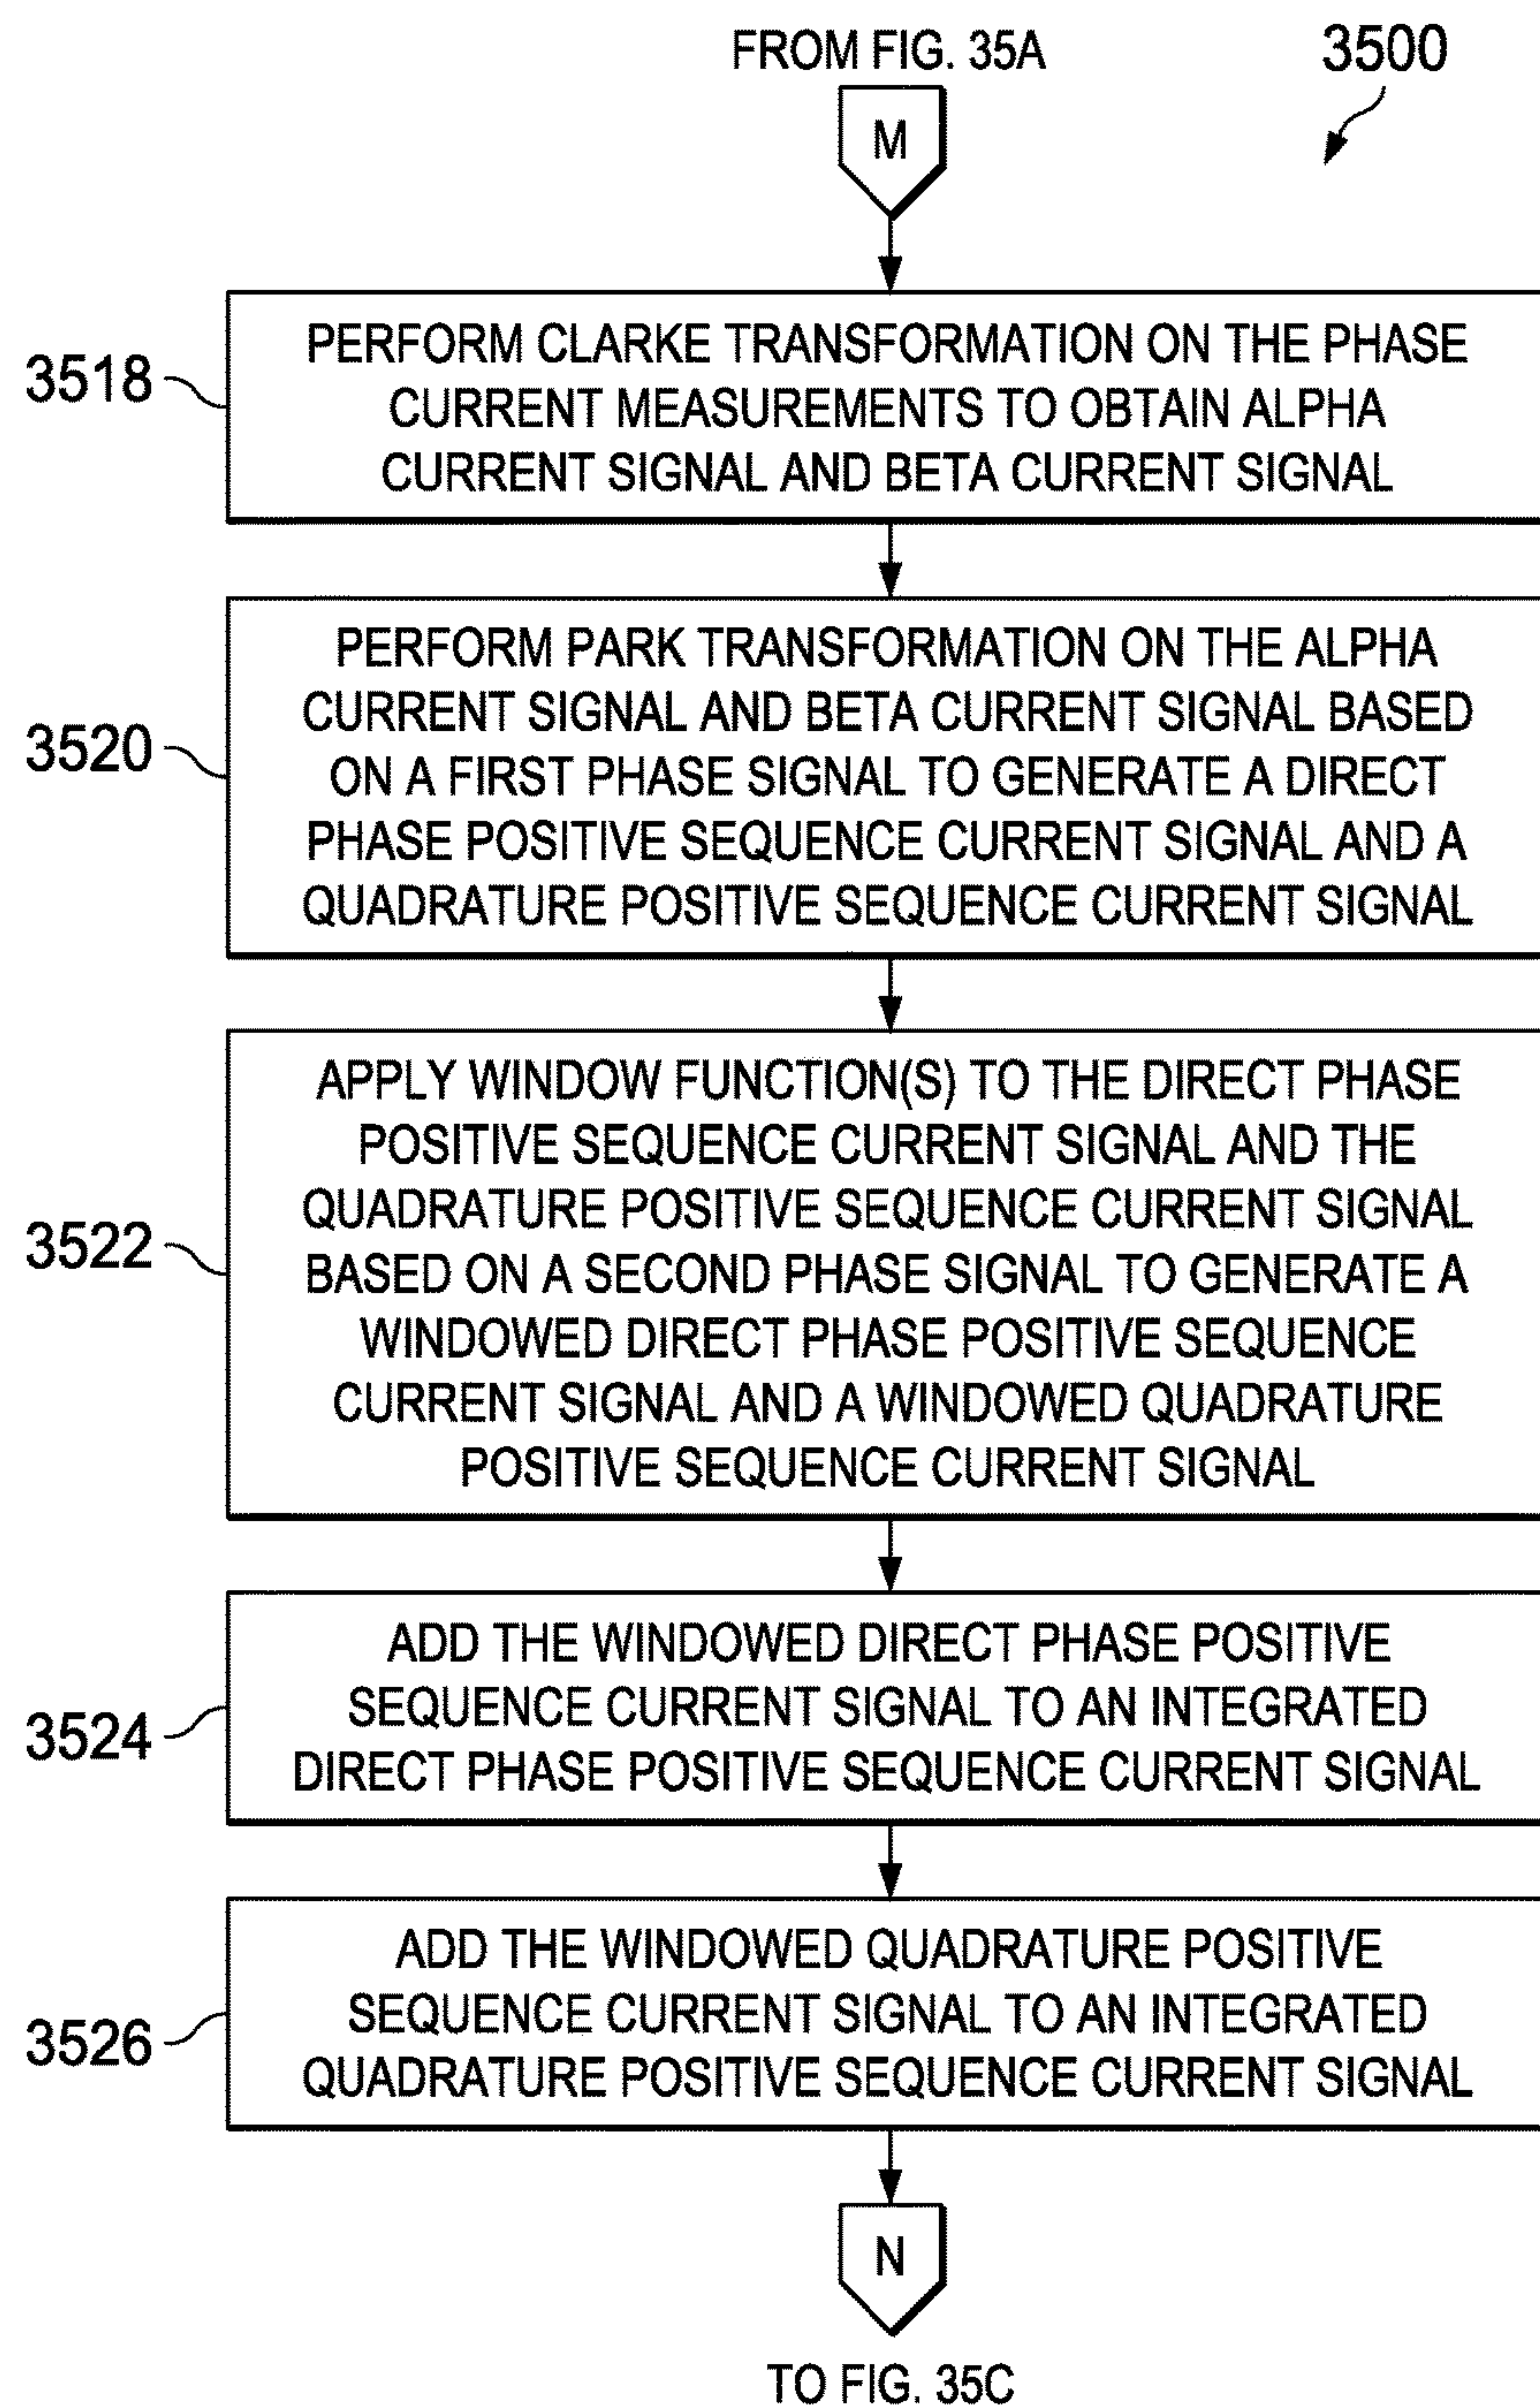 FROM FIG. 35A
3500
M
3518
PERFORM CLARKE TRANSFORMATION ON THE PHASE
CURRENT MEASUREMENTS TO OBTAIN ALPHA
CURRENT SIGNAL AND BETA CURRENT SIGNAL
3520
PERFORM PARK TRANSFORMATION ON THE ALPHA
CURRENT SIGNAL AND BETA CURRENT SIGNAL BASED
ON A FIRST PHASE SIGNAL TO GENERATE A DIRECT
PHASE POSITIVE SEQUENCE CURRENT SIGNAL AND A
QUADRATURE POSITIVE SEQUENCE CURRENT SIGNAL
3522
APPLY WINDOW FUNCTION(S) TO THE DIRECT PHASE
POSITIVE SEQUENCE CURRENT SIGNAL AND THE
QUADRATURE POSITIVE SEQUENCE CURRENT SIGNAL
BASED ON A SECOND PHASE SIGNAL TO GENERATE A
WINDOWED DIRECT PHASE POSITIVE SEQUENCE
CURRENT SIGNAL AND A WINDOWED QUADRATURE
POSITIVE SEQUENCE CURRENT SIGNAL
3524
ADD THE WINDOWED DIRECT PHASE POSITIVE
SEQUENCE CURRENT SIGNAL TO AN INTEGRATED
DIRECT PHASE POSITIVE SEQUENCE CURRENT SIGNAL
3526
ADD THE WINDOWED QUADRATURE POSITIVE
SEQUENCE CURRENT SIGNAL TO AN INTEGRATED
QUADRATURE POSITIVE SEQUENCE CURRENT SIGNAL
N
TO FIG. 35C